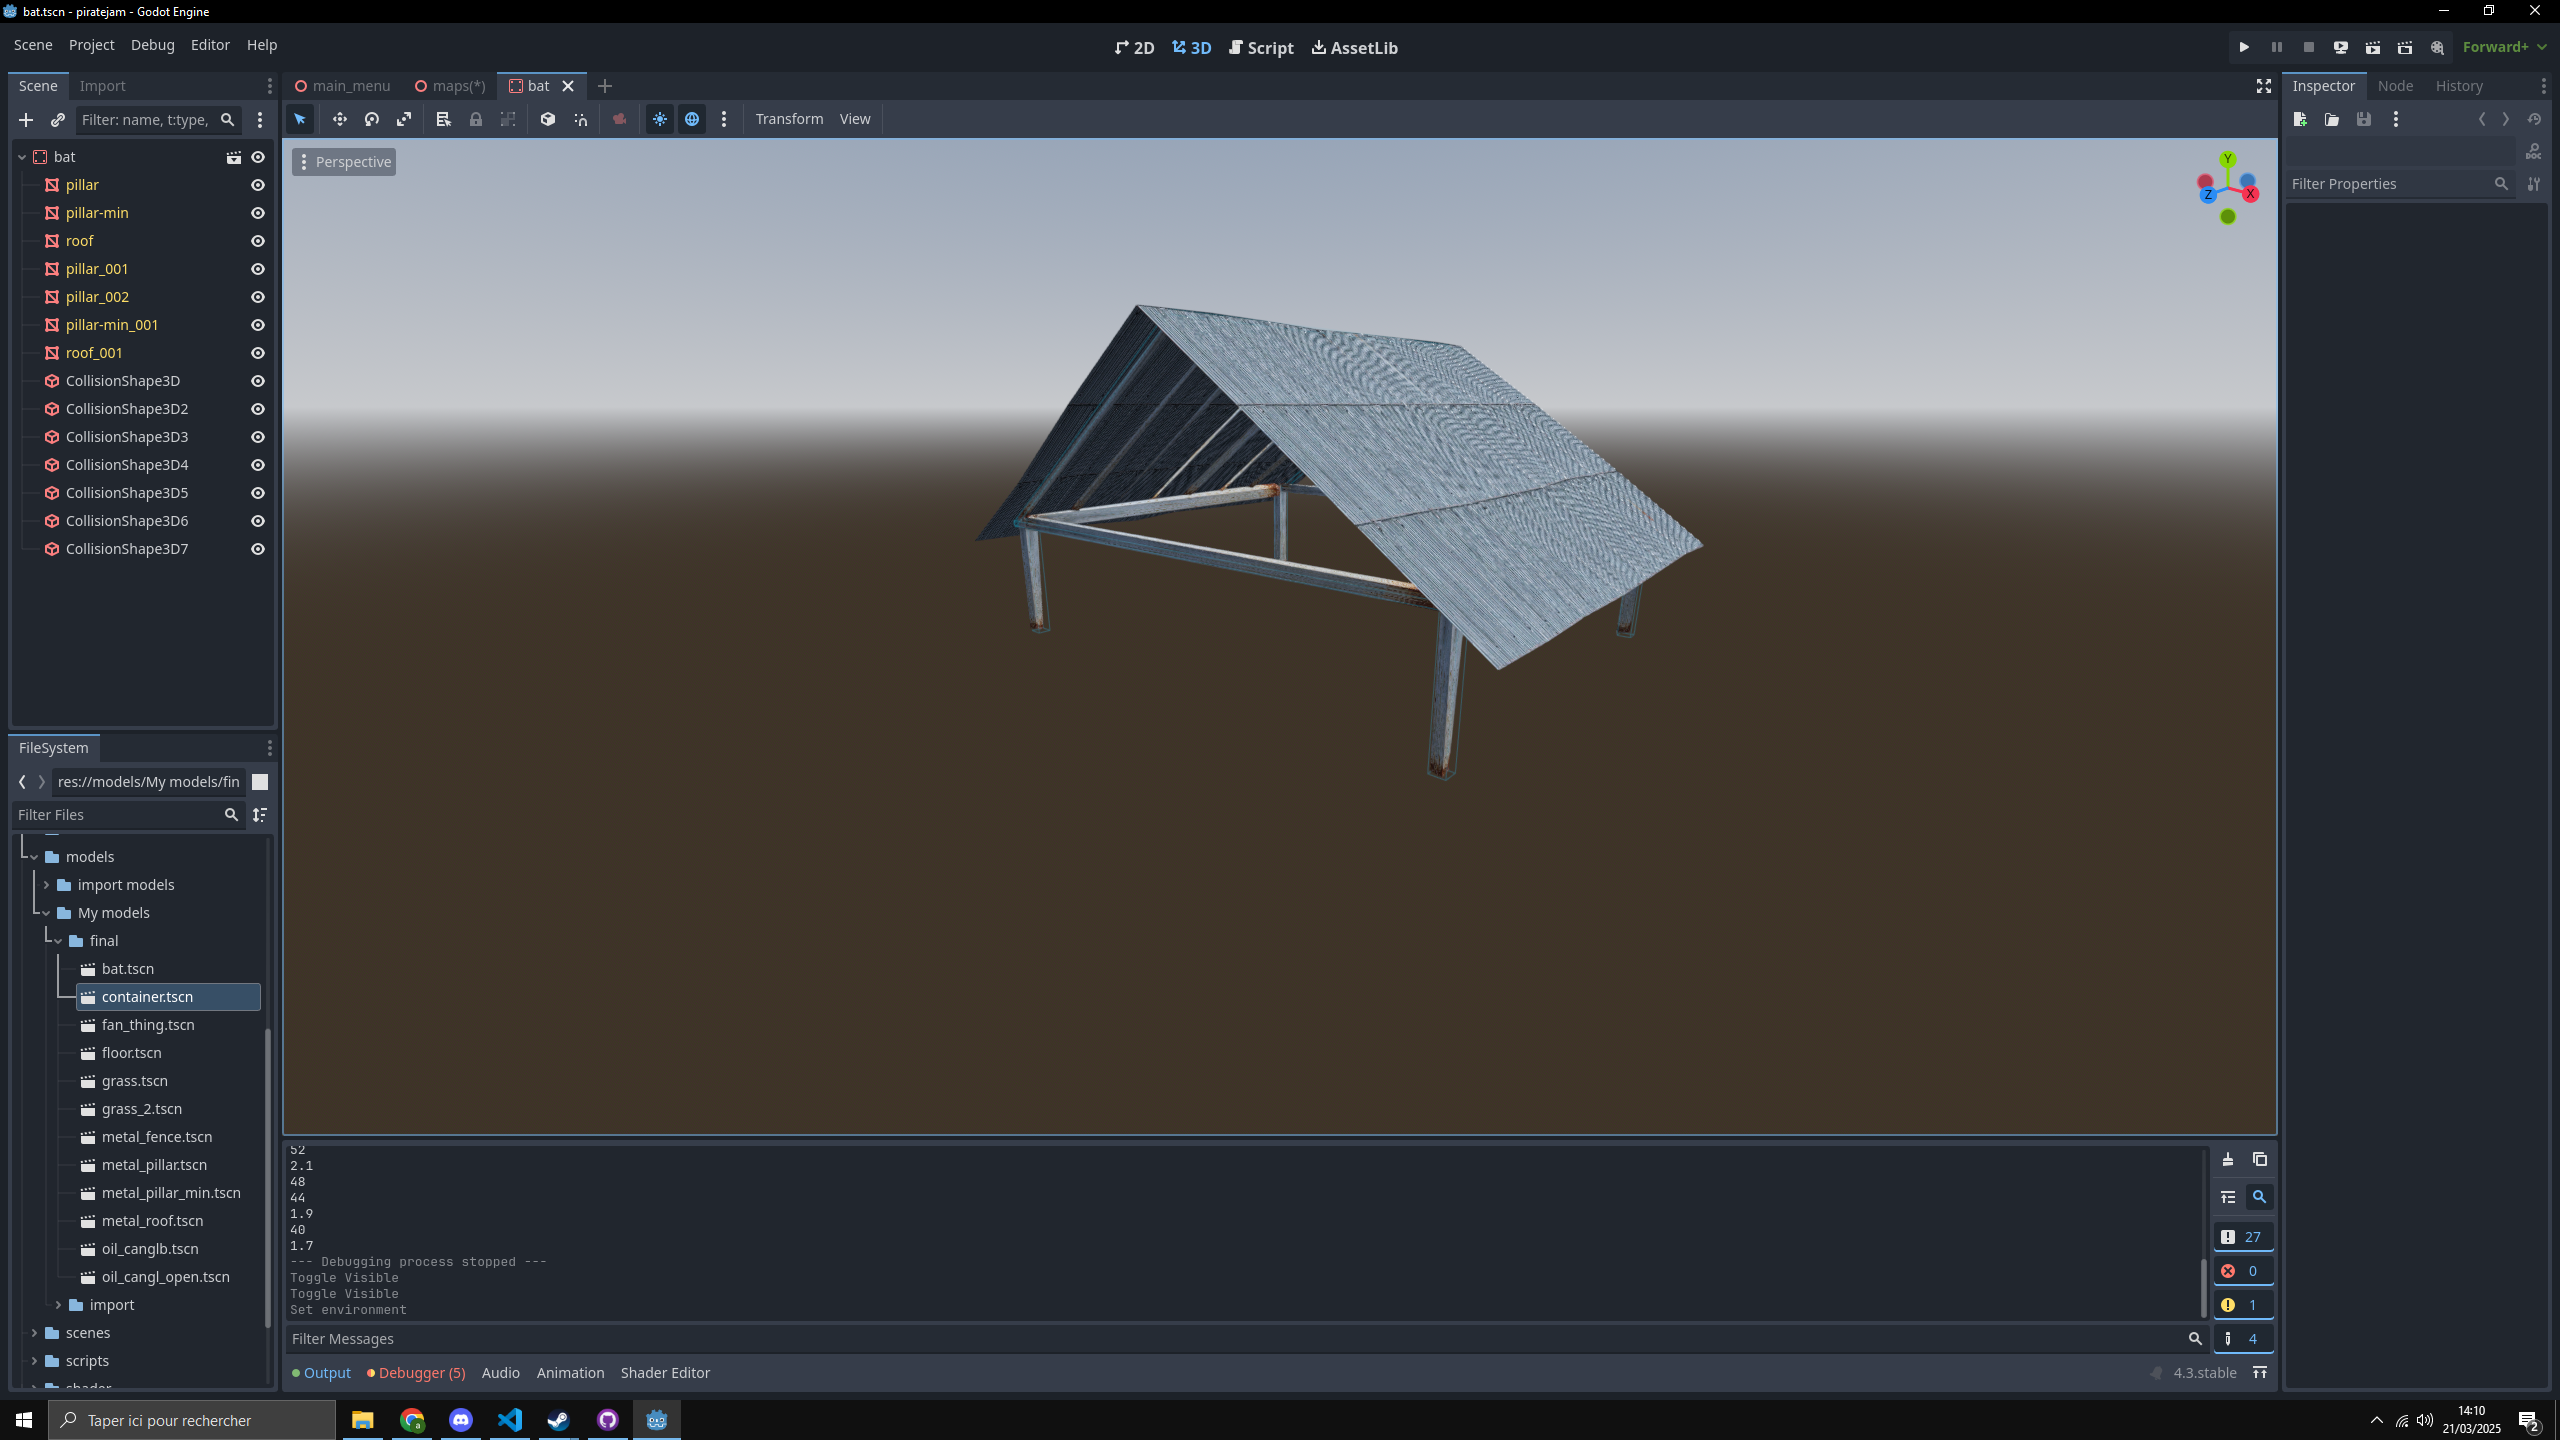 bat.tscn - piratejam - Godot Engine
Scene Project Debug Editor Help
2D 3D Script AssetLib
Forward+
Scene Import
main_menu maps(*) bat
Inspector Node History
Filter: name, t:type,
Transform View
Perspective
Y
Z X
DOC
Filter Properties
bat
pillar
pillar-min
roof
pillar_001
pillar_002
pillar-min_001
roof_001
CollisionShape3D
CollisionShape3D2
CollisionShape3D3
CollisionShape3D4
CollisionShape3D5
CollisionShape3D6
CollisionShape3D7
FileSystem
res://models/My models/fin
Filter Files
models
import models
My models
final
bat.tscn
container.tscn
fan_thing.tscn
floor.tscn
grass.tscn
grass_2.tscn
metal_fence.tscn
metal_pillar.tscn
metal_pillar_min.tscn
metal_roof.tscn
oil_canglb.tscn
oil_cangl_open.tscn
import
scenes
scripts
shader
52
2.1
48
44
1.9
40
1.7
--- Debugging process stopped ---
Toggle Visible
Toggle Visible
Set environment
27
0
1
4
Filter Messages
Output Debugger (5) Audio Animation Shader Editor
4.3.stable
Taper ici pour rechercher
14:10
21/03/2025
2